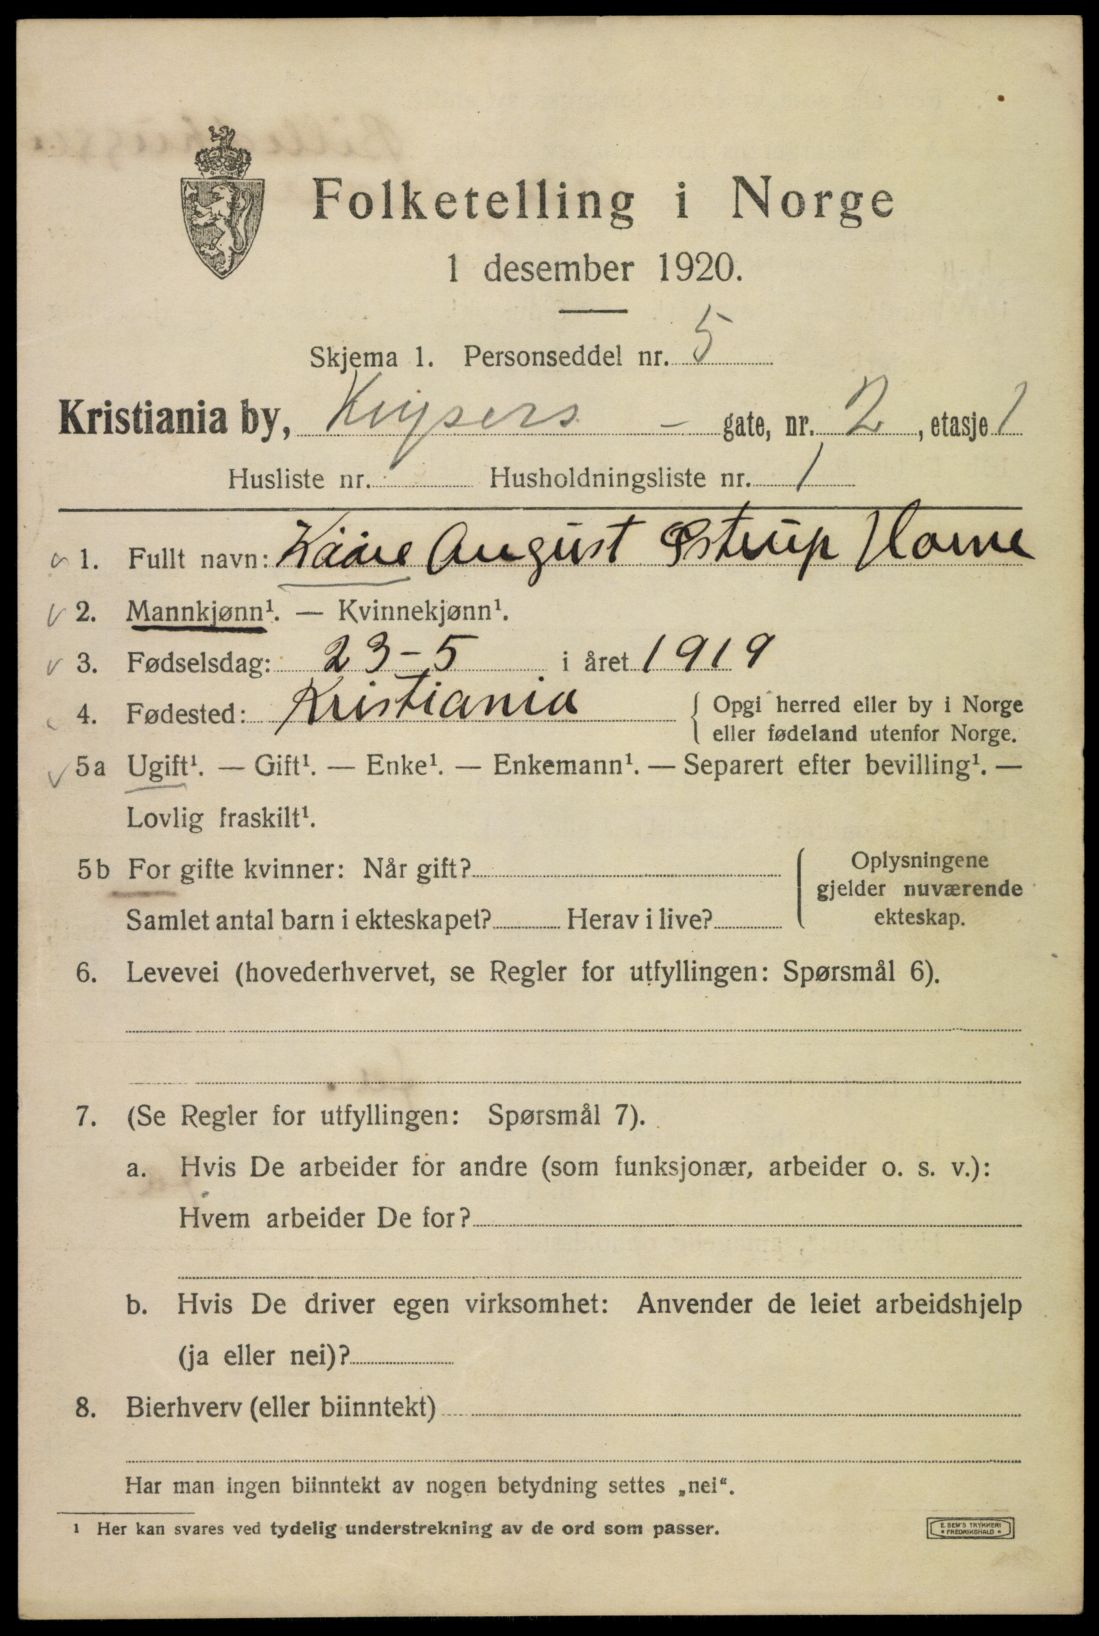 Folketelling i Norge
1 desember 1920.
Skjema 1. Personseddel nr. 5
Kristiania by, Keysers - gate, nr. 2, etasje 1
Husliste nr. Husholdningsliste nr. 1
1. Fullt navn: Kåare August Østrup
2. Mannkjønn¹. — Kvinnekjønn¹.
3. Fødselsdag: 23-5 i året 1919
4. Fødested: Kristiania { Opgi herred eller by i Norge
eller fødeland utenfor Norge.
5a Ugift¹. — Gift¹. — Enke¹. — Enkemann¹. — Separert efter bevilling¹. —
Lovlig fraskilt¹.
5b For gifte kvinner: Når gift?
Samlet antal barn i ekteskapet? Herav i live?
{ Oplysningene
gjelder nuværende
ekteskap.
6. Levevei (hovederhvervet, se Regler for utfyllingen: Spørsmål 6).
7. (Se Regler for utfyllingen: Spørsmål 7).
a. Hvis De arbeider for andre (som funksjonær, arbeider o. s. v.):
Hvem arbeider De for?
b. Hvis De driver egen virksomhet: Anvender de leiet arbeidshjelp
(ja eller nei)?
8. Bierhverv (eller biinntekt)
Har man ingen biinntekt av nogen betydning settes „nei“.
¹ Her kan svares ved tydelig understrekning av de ord som passer.
E. SEM'S TRYKKERI
• FREDRIKSHALD •